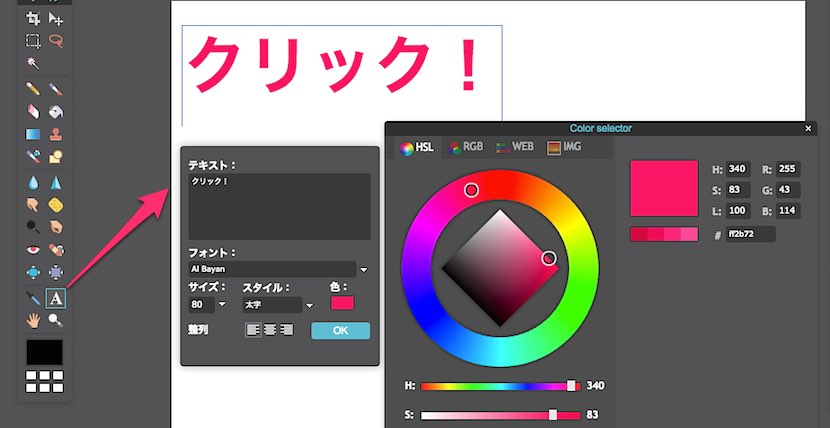 クリック！
Color selector
HSL
RGB
WEB
IMG
テキスト：
クリック！
フォント：
Al Bayan
サイズ：
スタイル：
色：
80
太字
整列
OK
A
H: 340 R: 255
S: 83 G: 43
L: 100 B: 114
# ff2b72
H: 340
S: 83